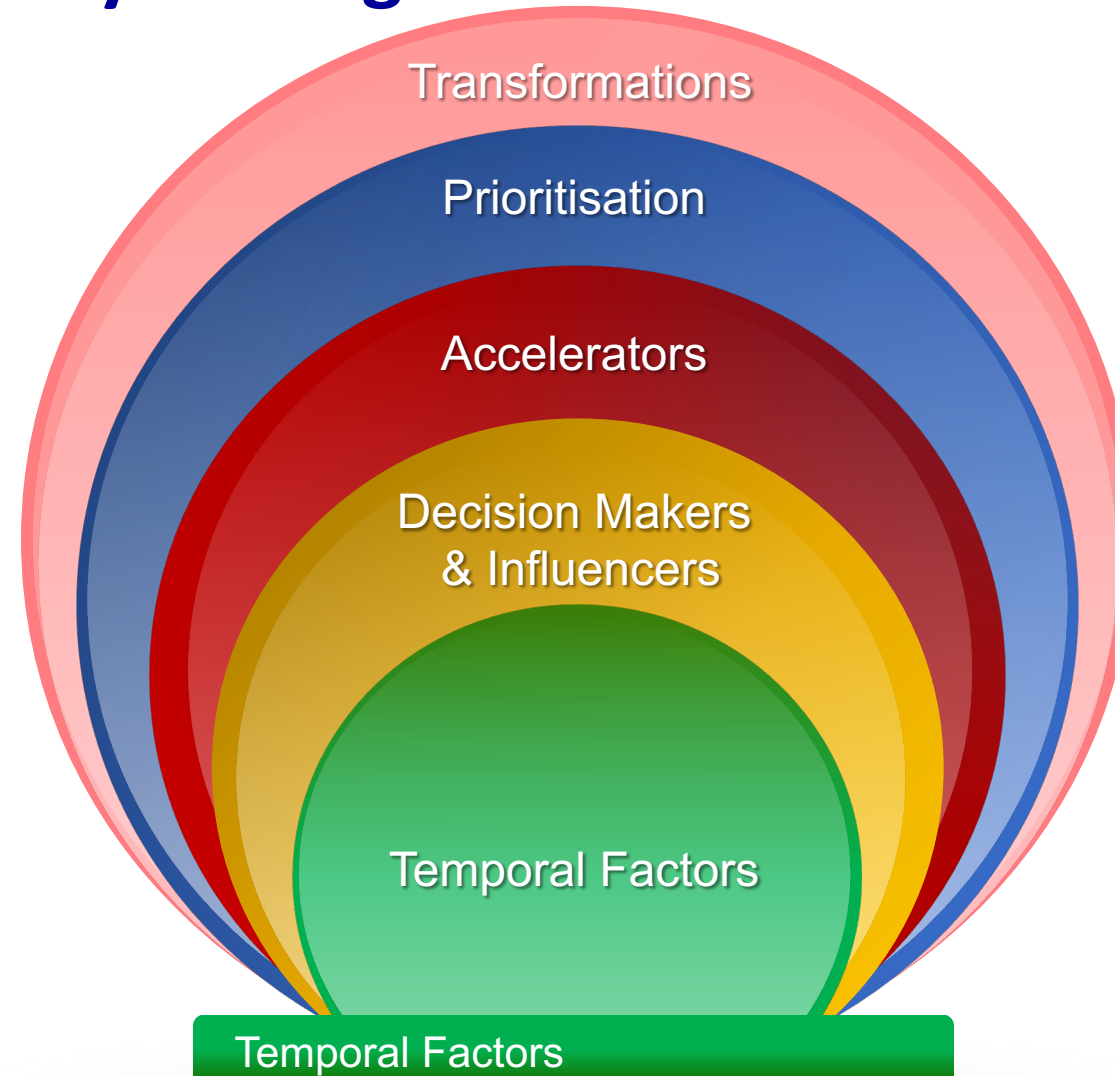 Transformations
Prioritisation
Accelerators
Decision Makers
& Influencers
Temporal Factors
Temporal Factors